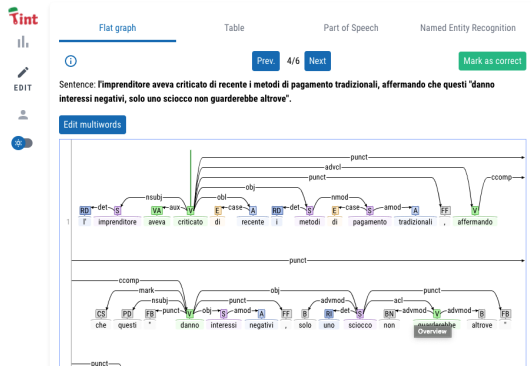 Tint
Flat graph
Table
Part of Speech
Named Entity Recognition
EDIT
Prev.
4/6
Next
Mark as correct
Sentence: l'imprenditore aveva criticato di recente i metodi di pagamento tradizionali, affermando che questi "danno
interessi negativi, solo uno sciocco non guarderebbe altrove".
Edit multiwords
punct
advcl
punct ccomp
obj
nsubj obl nmod
det aux case det case amod
RD S VA V E A RD S E S A FF V
1 l' imprenditore aveva criticato di recente i metodi di pagamento tradizionali , affermando
punct
ccomp
mark obj punct
nsubj punct advmod acl
punct obj amod det advmod advmod
CS PD FB V S A FF B RI S BN V B FB
che questi " danno interessi negativi , solo uno sciocco non guarderebbe altrove "
Overview
punct